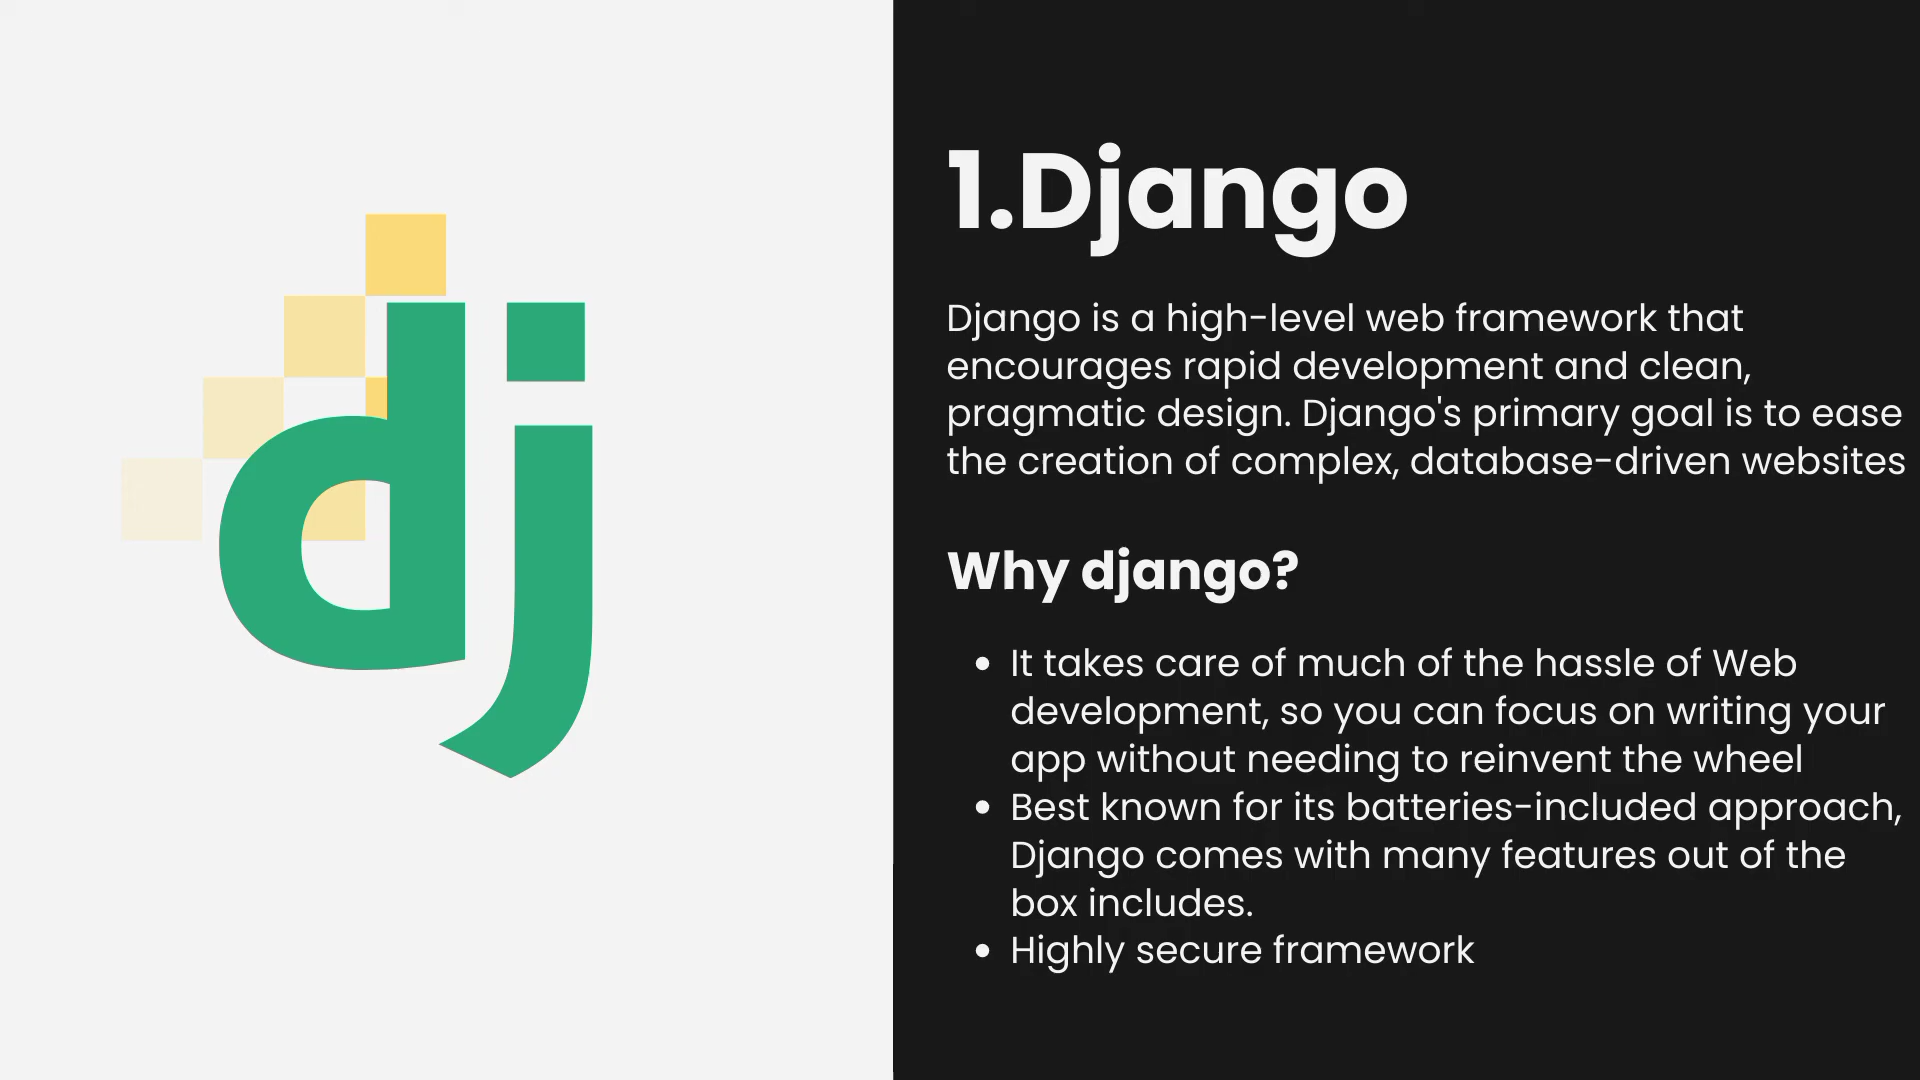 dj
1.Django
Django is a high-level web framework that
encourages rapid development and clean,
pragmatic design. Django's primary goal is to ease
the creation of complex, database-driven websites
Why django?
• It takes care of much of the hassle of Web
development, so you can focus on writing your
app without needing to reinvent the wheel
• Best known for its batteries-included approach,
Django comes with many features out of the
box includes.
• Highly secure framework